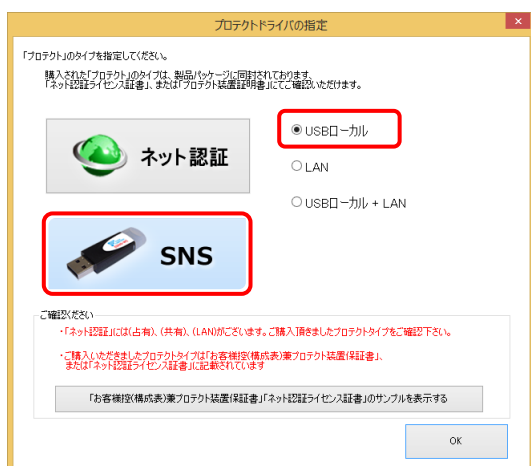 プロテクトドライバの指定
「プロテクト」のタイプを指定してください。
購入された「プロテクト」のタイプは、製品パッケージに同封されております、
「ネット認証ライセンス証書」、または「プロテクト装置証明書」にてご確認いただけます。
ネット認証
USBローカル
LAN
USBローカル + LAN
SNS
ご確認ください
・「ネット認証」には(占有)、(共有)、(LAN)がございます。ご購入頂きましたプロテクトタイプをご確認下さい。
・ご購入いただきましたプロテクトタイプは「お客様控(構成表)兼プロテクト装置保証書」、
または「ネット認証ライセンス証書」に記載されています
「お客様控(構成表)兼プロテクト装置保証書」「ネット認証ライセンス証書」のサンプルを表示する
OK